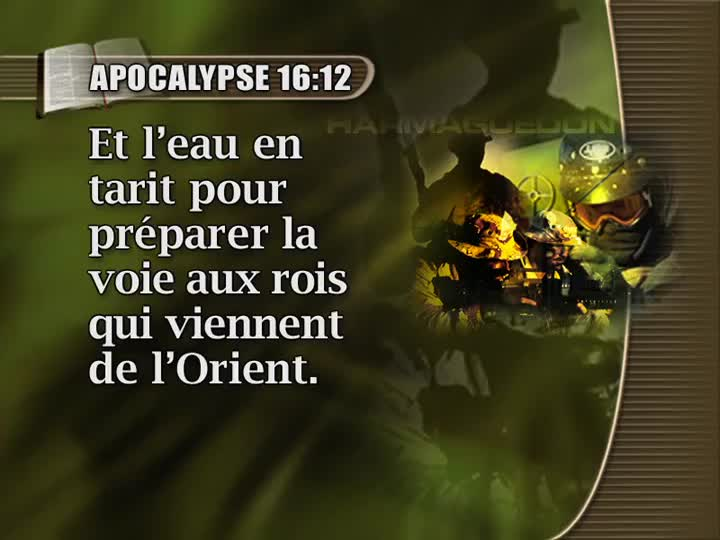 APOCALYPSE 16:12
HARMAGUEDON
Et l’eau en
tarit pour
préparer la
voie aux rois
qui viennent
de l’Orient.